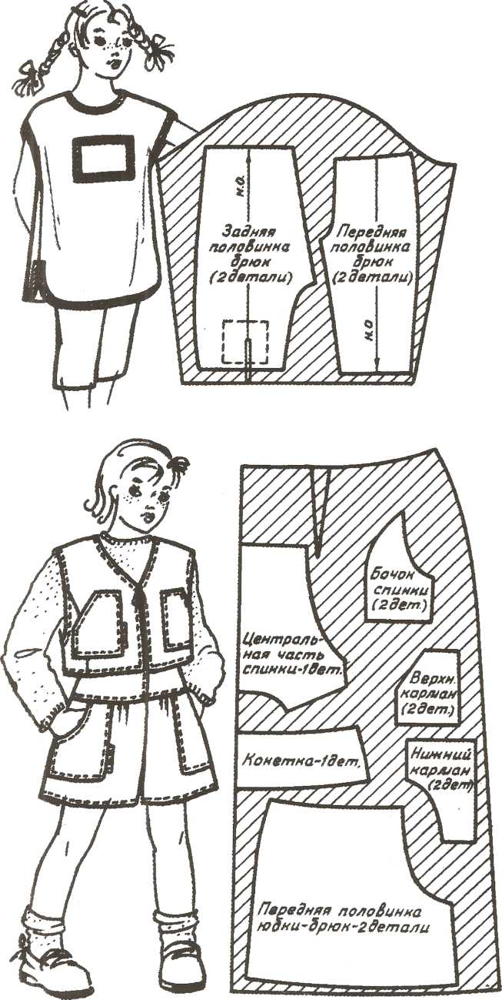 н.о.
Задняя
половинка
брюк
(2детали)
Передняя
половинка
брюк
(2детали)
н.о
Бочок
спинки
(2дет.)
Централь-
ная часть
спинки-1дет.
Верхн.
карман
(2дет.)
Кокетка-1дет.
Нижний
карман
(2дет)
Передняя половинка
юбки-брюк-2детали